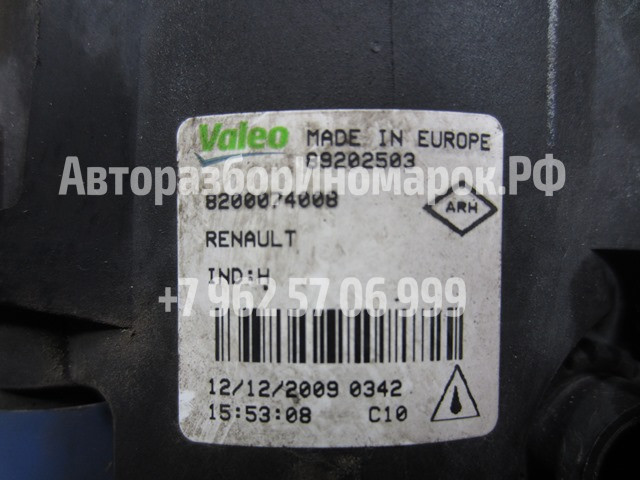 Valeo MADE IN EUROPE
89202503
АвторазборИномарок.РФ
8200074008
ARH
RENAULT
IND:H
+7 962 57 06 999
12/12/2009 0342
15:53:08 C10